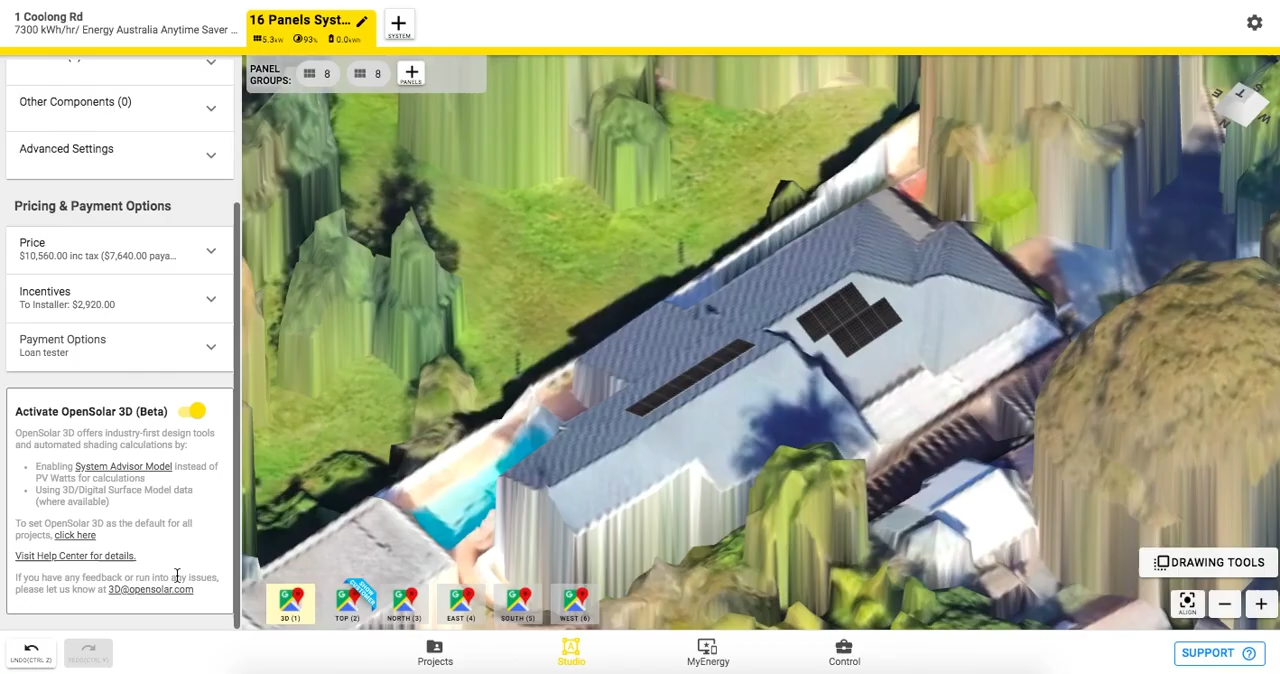 1 Coolong Rd
7300 kWh/hr/ Energy Australia Anytime Saver ...
16 Panels Syst...
5.3kW 93% 0.0kWh
SYSTEM
PANEL GROUPS: 8 8
PANELS
Other Components (0)
Advanced Settings
Pricing & Payment Options
Price
$10,560.00 inc tax ($7,640.00 paya...
Incentives
To Installer: $2,920.00
Payment Options
Loan tester
Activate OpenSolar 3D (Beta)
OpenSolar 3D offers industry-first design tools
and automated shading calculations by:
Enabling System Advisor Model instead of
PV Watts for calculations
Using 3D/Digital Surface Model data
(where available)
To set OpenSolar 3D as the default for all
projects, click here
Visit Help Center for details.
If you have any feedback or run into any issues,
please let us know at 3D@opensolar.com
E T S
N W
DRAWING TOOLS
ALIGN
SHOW CUSTOMER
3D (1) TOP (2) NORTH (3) EAST (4) SOUTH (5) WEST (6)
UNDO(CTRL Z) REDO(CTRL Y)
Projects Studio MyEnergy Control
SUPPORT